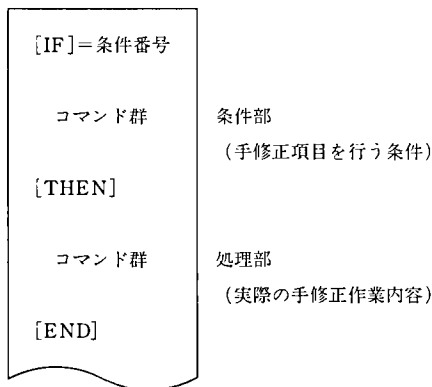 [IF]=条件番号
コマンド群
条件部
(手修正項目を行う条件)
[THEN]
コマンド群
処理部
(実際の手修正作業内容)
[END]